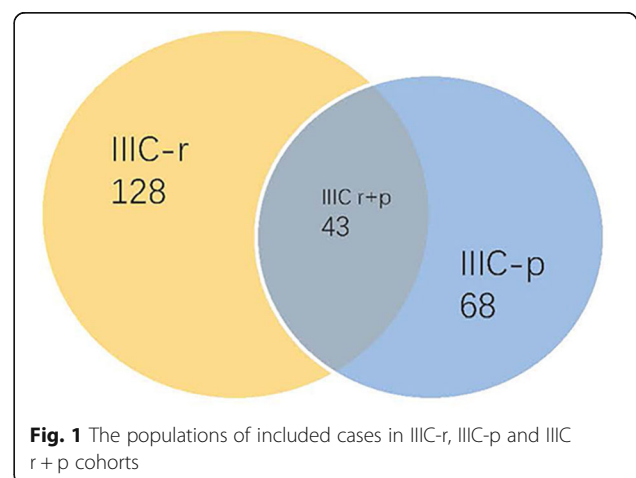 IIIC-r
128
IIIC r+p
43
IIIC-p
68
Fig. 1 The populations of included cases in IIIC-r, IIIC-p and IIIC
r + p cohorts